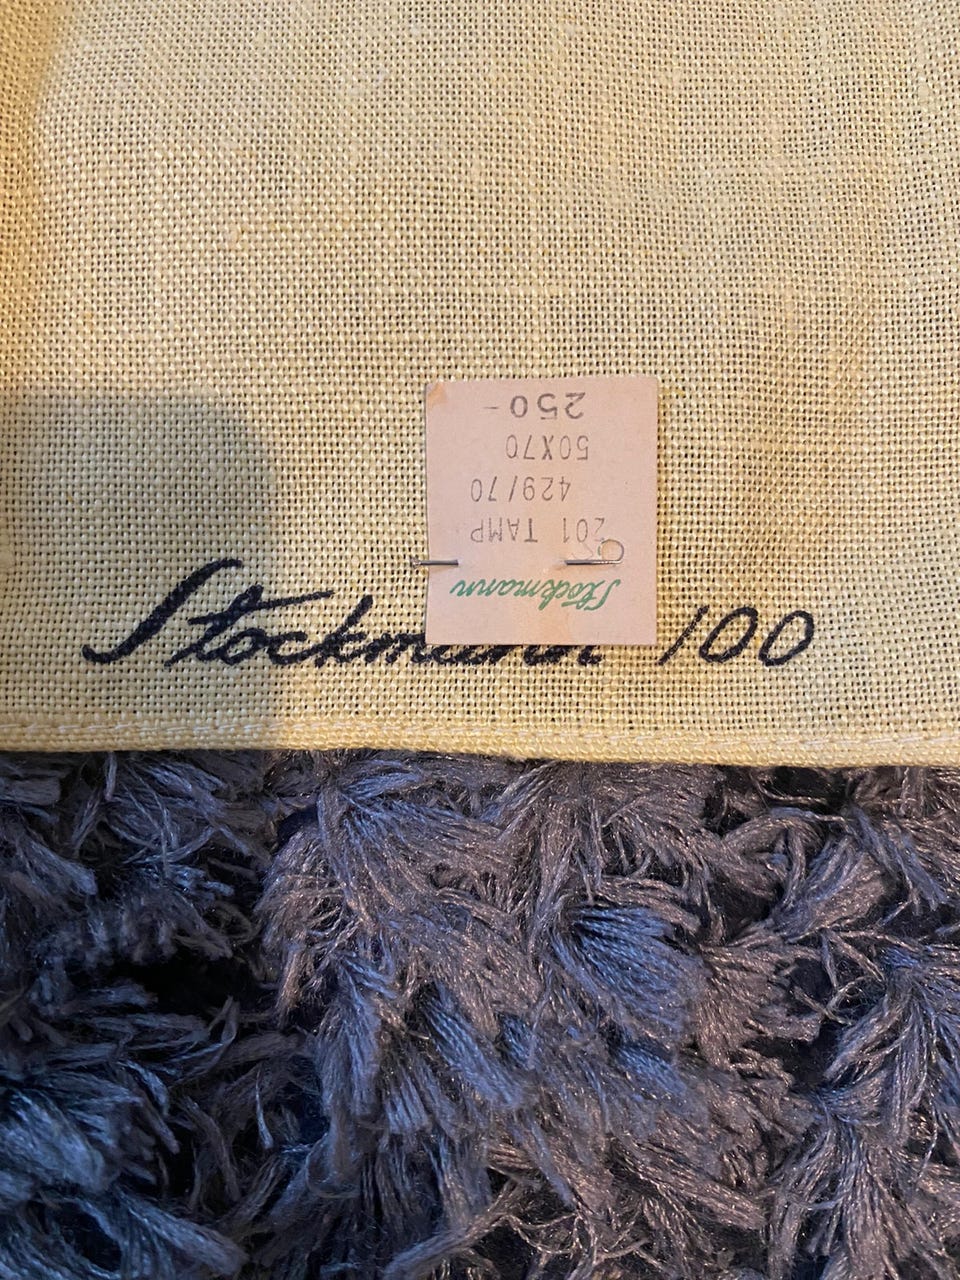 Stockmann
201 TAMP
429/70
50X70
250-
Stockmann 100